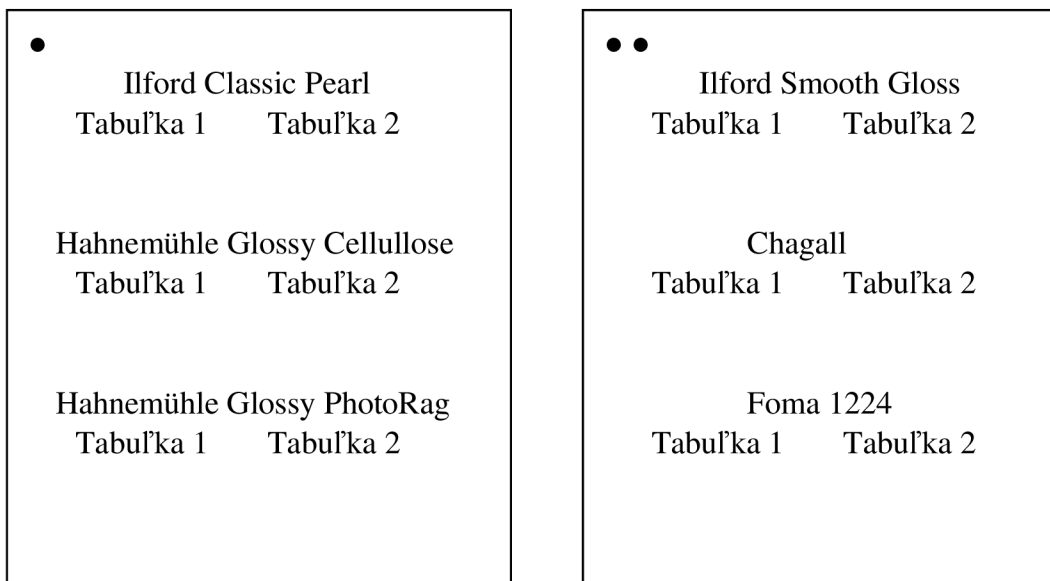 Ilford Classic Pearl
Tabuľka 1 Tabuľka 2
Hahnemühle Glossy Cellullose
Tabuľka 1 Tabuľka 2
Hahnemühle Glossy PhotoRag
Tabuľka 1 Tabuľka 2
Ilford Smooth Gloss
Tabuľka 1 Tabuľka 2
Chagall
Tabuľka 1 Tabuľka 2
Foma 1224
Tabuľka 1 Tabuľka 2